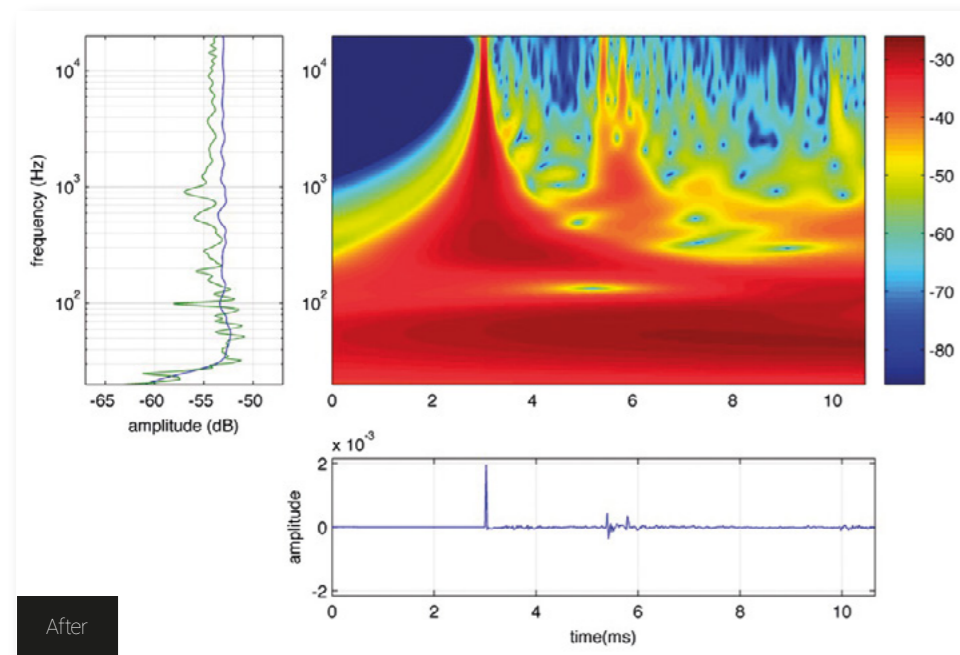 10^4
10^3
10^2
frequency (Hz)
-65 -60 -55 -50
amplitude (dB)
10^4
10^3
10^2
0 2 4 6 8 10
-30
-40
-50
-60
-70
-80
x 10^-3
2
0
-2
amplitude
0 2 4 6 8 10
time(ms)
After